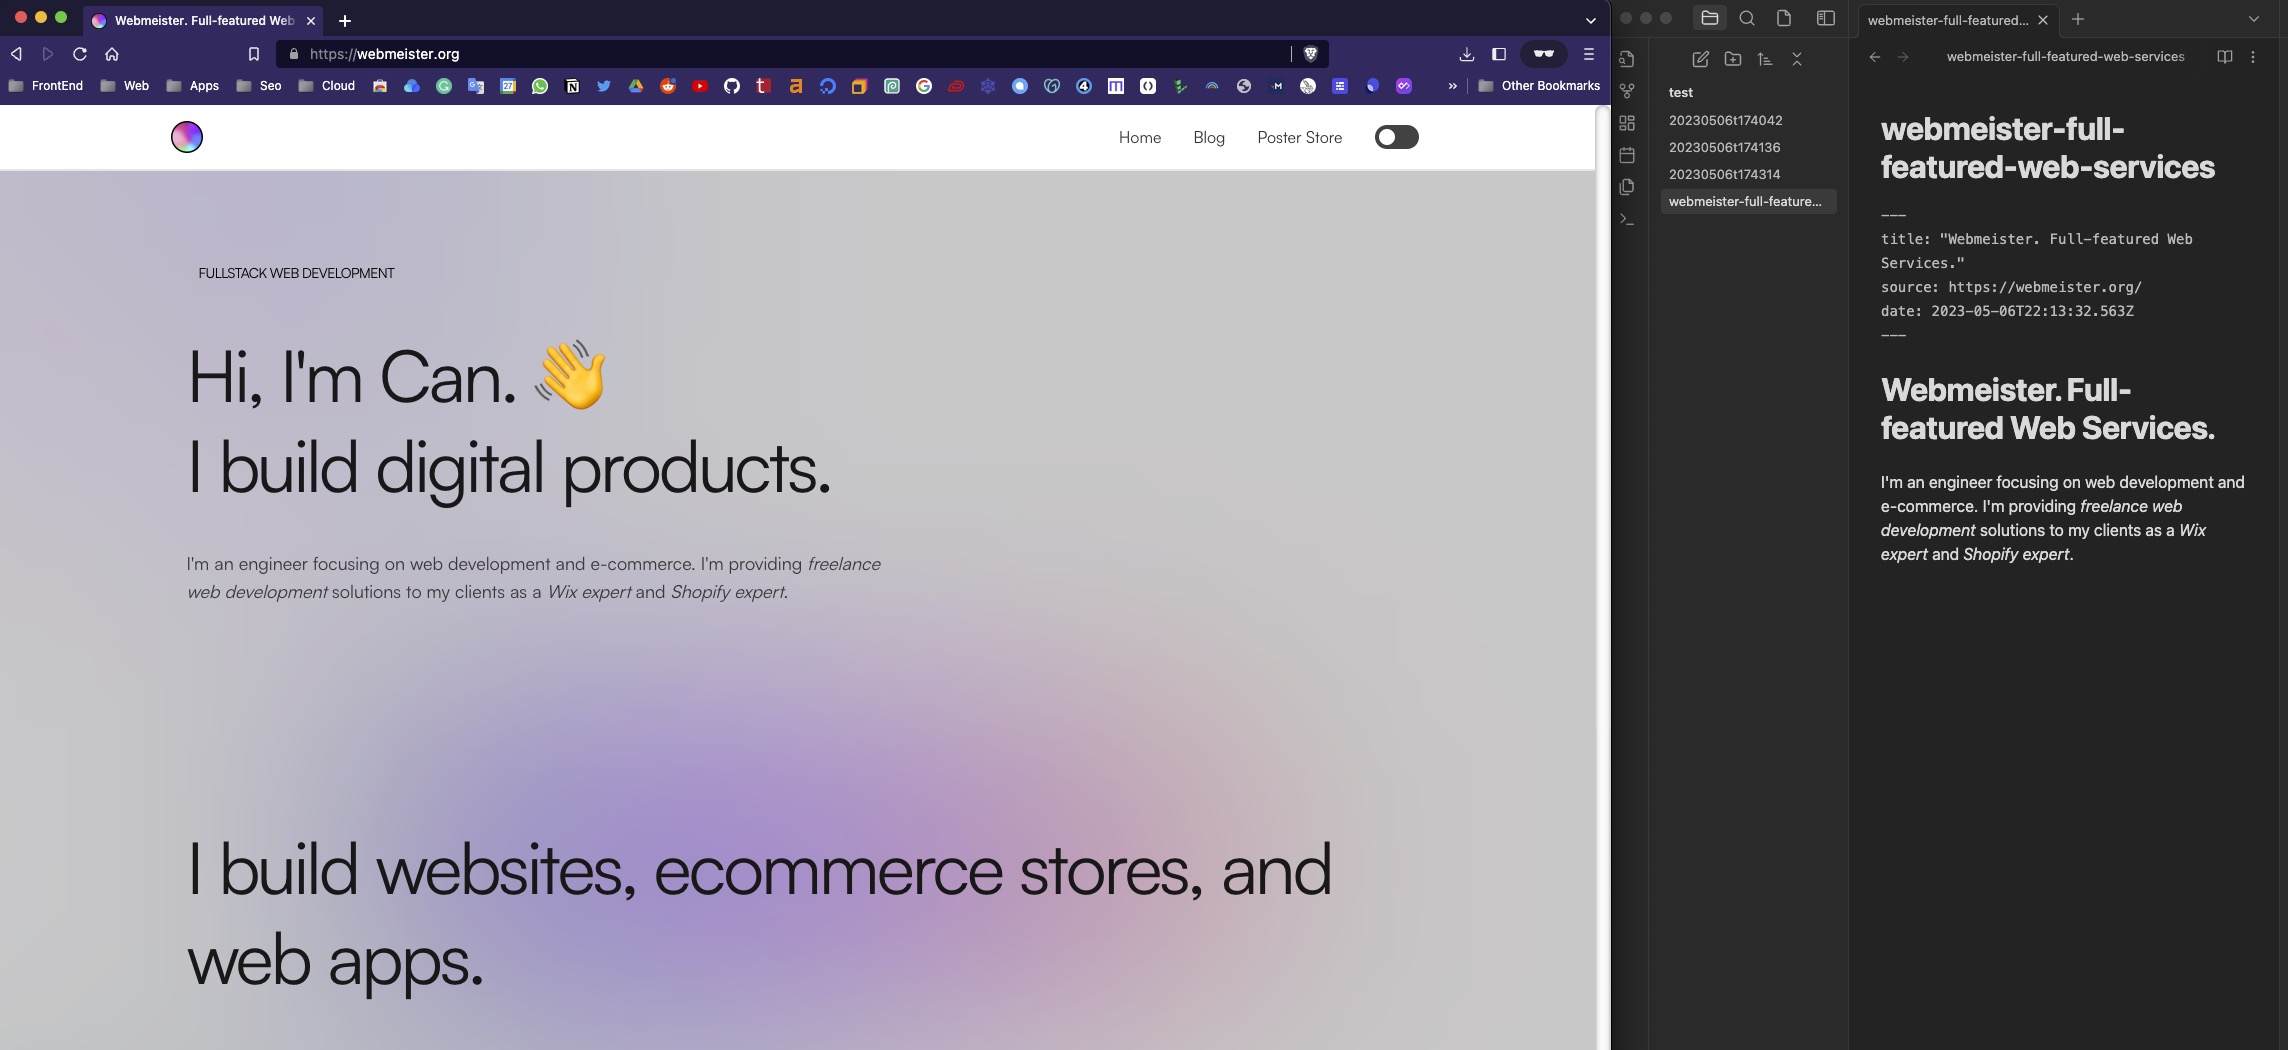 Webmeister. Full-featured Web
https://webmeister.org
FrontEnd
Web
Apps
Seo
Cloud
Other Bookmarks
Home
Blog
Poster Store
FULLSTACK WEB DEVELOPMENT
Hi, I'm Can. 👋
I build digital products.
I'm an engineer focusing on web development and e-commerce. I'm providing freelance
web development solutions to my clients as a Wix expert and Shopify expert.
I build websites, ecommerce stores, and
web apps.
test
20230506t174042
20230506t174136
20230506t174314
webmeister-full-feature...
webmeister-full-featured...
webmeister-full-featured-web-services
webmeister-full-
featured-web-services
---
title: "Webmeister. Full-featured Web
Services."
source: https://webmeister.org/
date: 2023-05-06T22:13:32.563Z
---
Webmeister. Full-
featured Web Services.
I'm an engineer focusing on web development and
e-commerce. I'm providing freelance web
development solutions to my clients as a Wix
expert and Shopify expert.